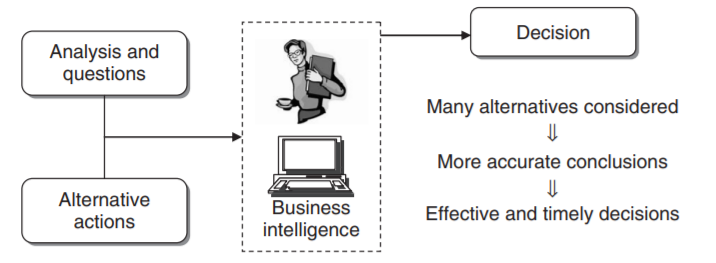 Analysis and
questions
Alternative
actions
Business
intelligence
Decision
Many alternatives considered
⇓
More accurate conclusions
⇓
Effective and timely decisions